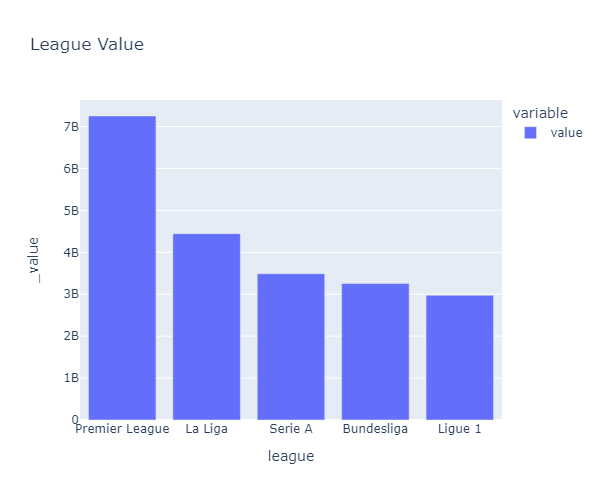 League Value
variable
value
7B
6B
5B
4B
3B
2B
1B
0
_value
Premier League La Liga Serie A Bundesliga Ligue 1
league